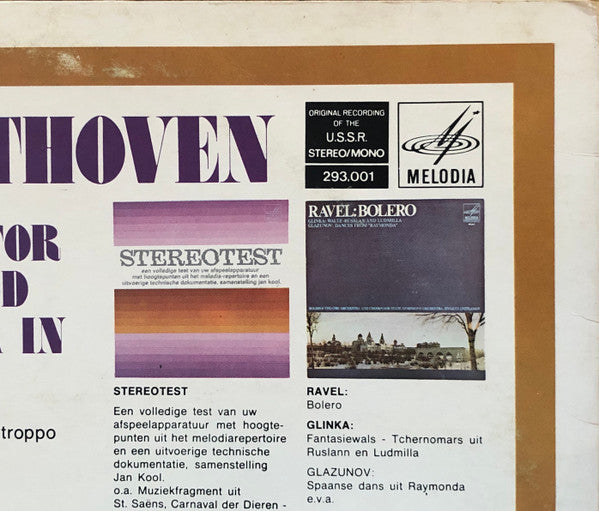 THOVEN
ORIGINAL RECORDING
OF THE
U.S.S.R.
STEREO/MONO
293.001
MELODIA
TOR
D
IN
troppo
STEREOTEST
een volledige test van uw afspeelapparatuur
met hoogtepunten uit het melodia-repertoire en een
uitvoerige technische dokumentatie. samenstelling jan kool.
STEREOTEST
Een volledige test van uw
afspeelapparatuur met hoogte-
punten uit het melodiarepertoire
en een uitvoerige technische
dokumentatie, samenstelling
Jan Kool.
o.a. Muziekfragment uit
St. Saëns, Carnaval der Dieren -
RAVEL: BOLERO
GLINKA: WALTZ-RUSSLAN AND LUDMILLA
GLAZUNOV: DANCES FROM "RAYMONDA"
RAVEL:
Bolero
GLINKA:
Fantasiewals - Tchernomars uit
Ruslann en Ludmilla
GLAZUNOV:
Spaanse dans uit Raymonda
e.v.a.